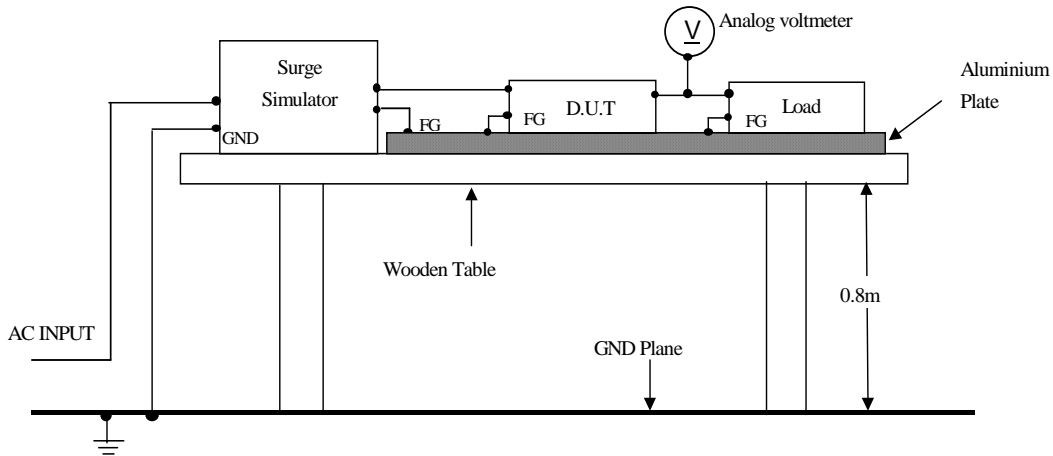 Analog voltmeter
V
Surge
Simulator
Aluminium
Plate
D.U.T
Load
FG
FG
FG
GND
Wooden Table
0.8m
AC INPUT
GND Plane